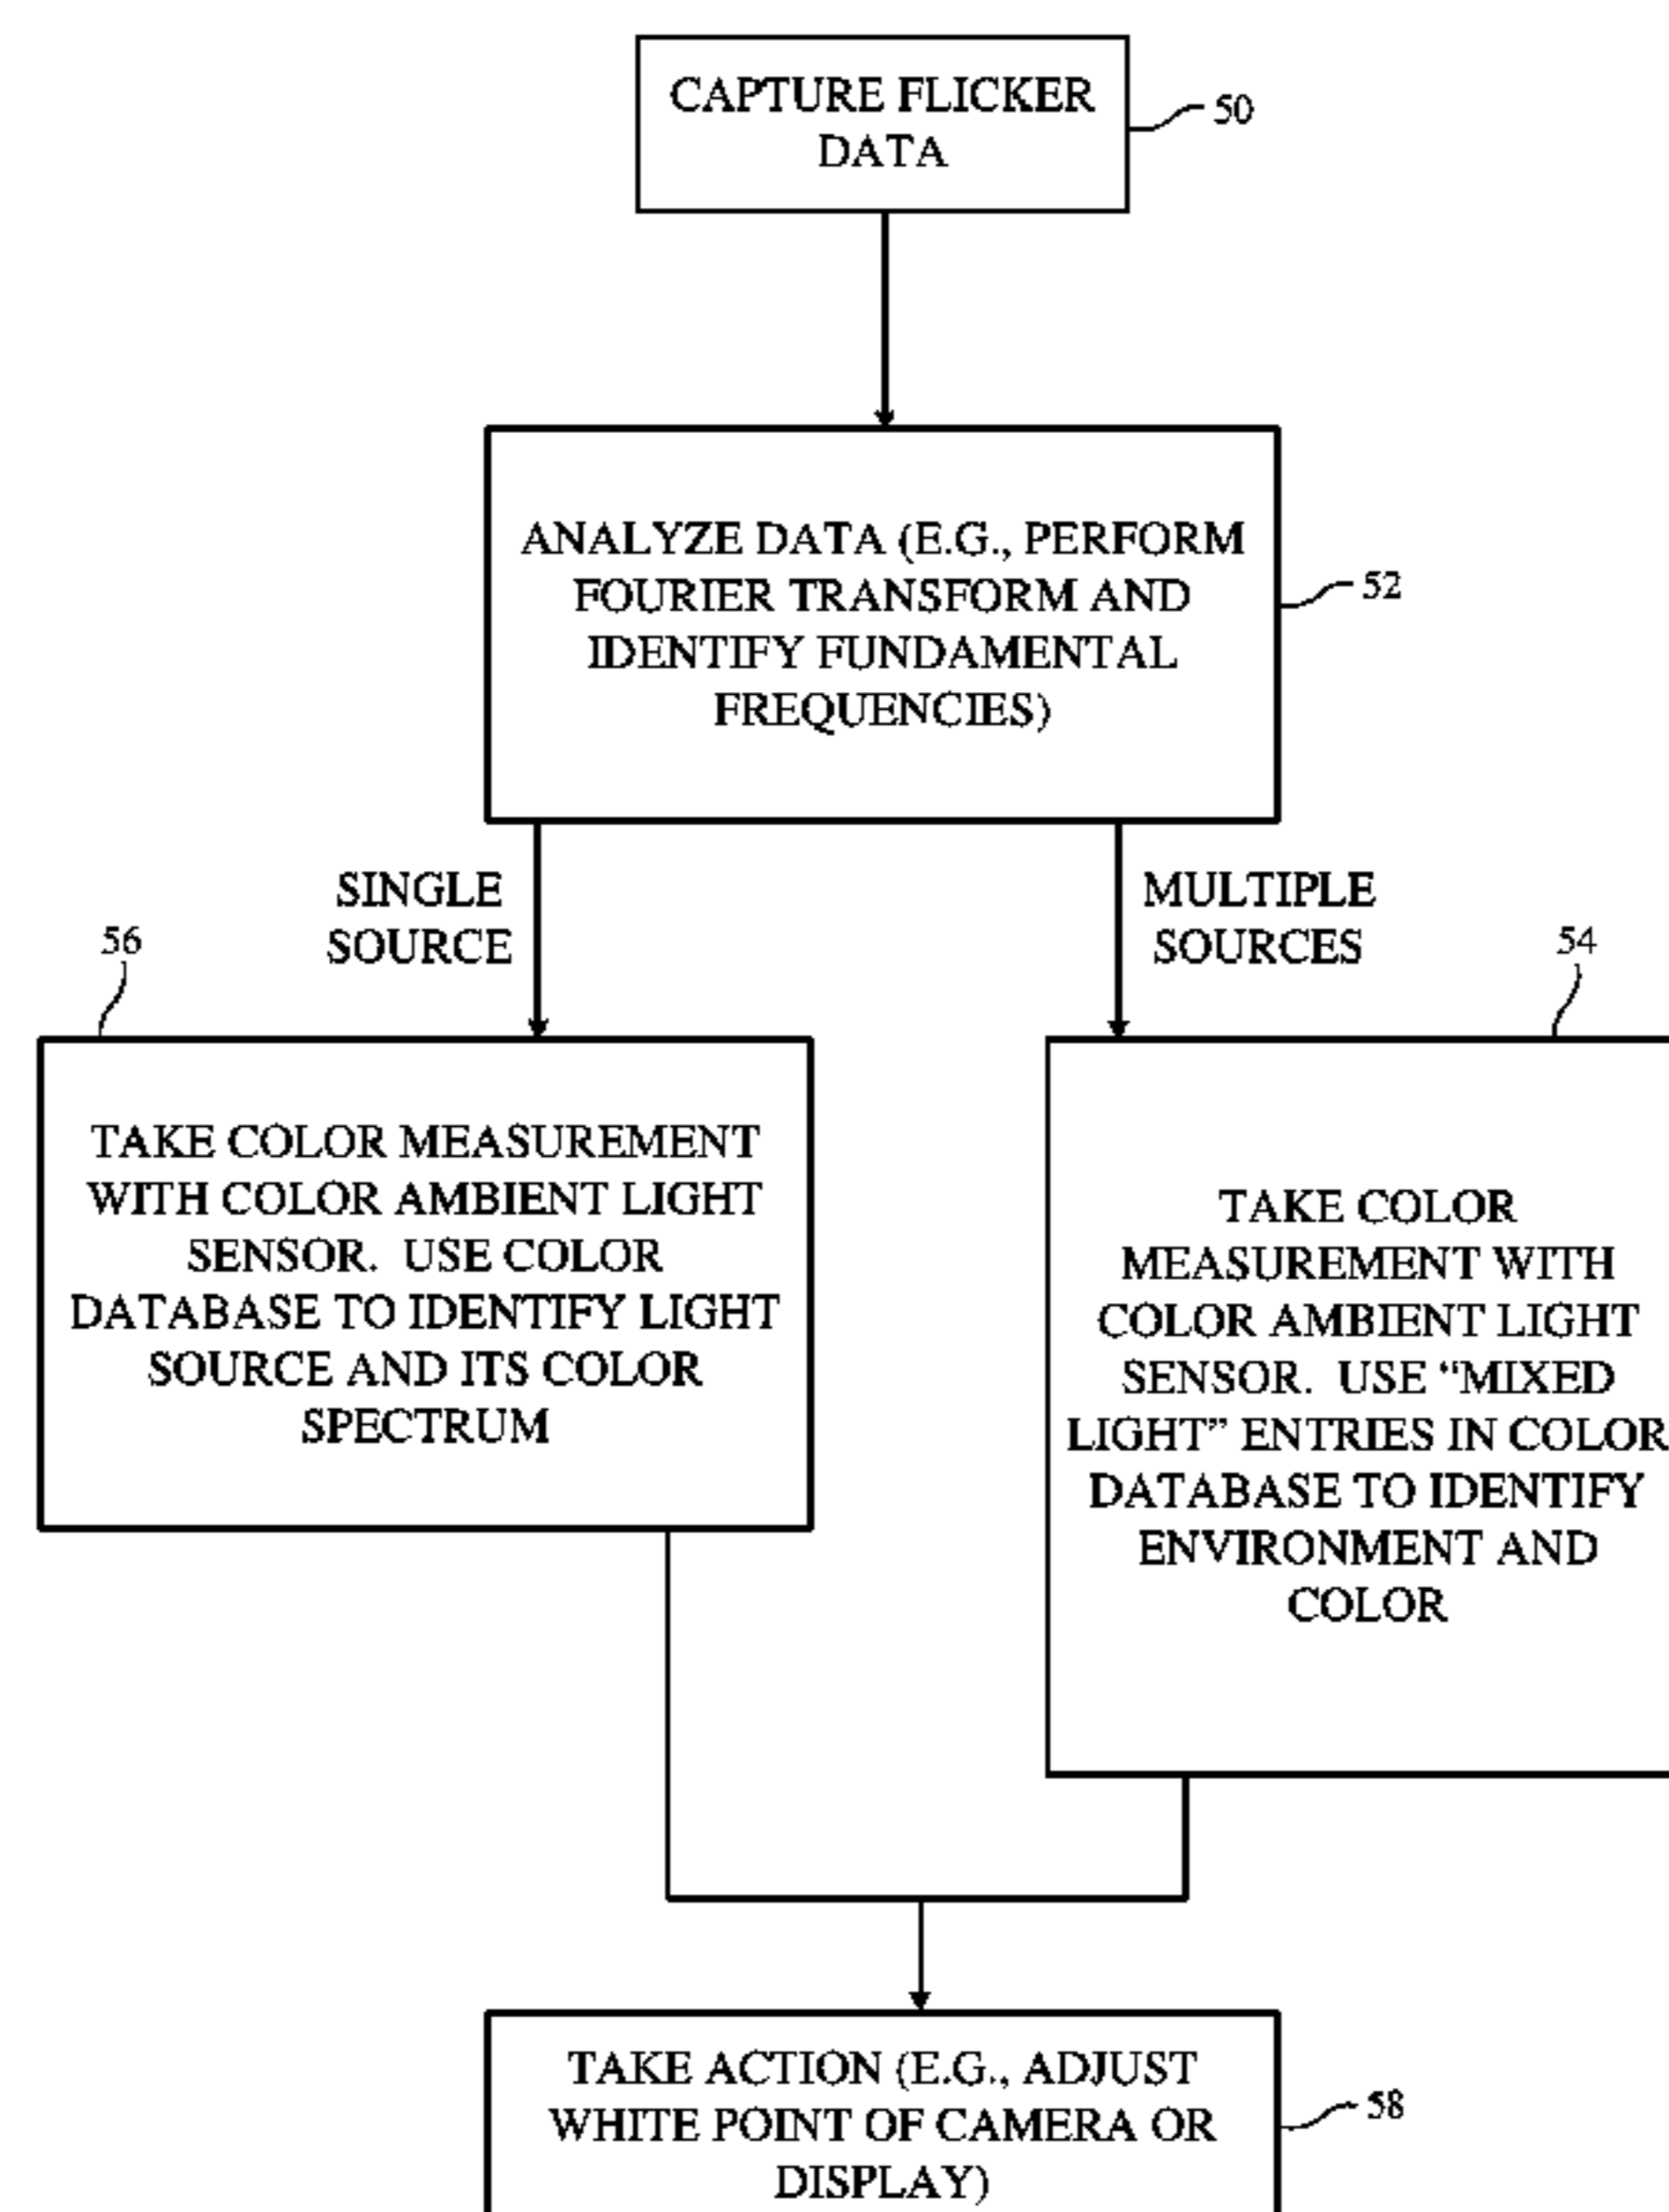 CAPTURE FLICKER
DATA
50
ANALYZE DATA (E.G., PERFORM
FOURIER TRANSFORM AND
IDENTIFY FUNDAMENTAL
FREQUENCIES)
52
SINGLE
SOURCE
MULTIPLE
SOURCES
56
54
TAKE COLOR MEASUREMENT
WITH COLOR AMBIENT LIGHT
SENSOR. USE COLOR
DATABASE TO IDENTIFY LIGHT
SOURCE AND ITS COLOR
SPECTRUM
TAKE COLOR
MEASUREMENT WITH
COLOR AMBIENT LIGHT
SENSOR. USE “MIXED
LIGHT” ENTRIES IN COLOR
DATABASE TO IDENTIFY
ENVIRONMENT AND
COLOR
TAKE ACTION (E.G., ADJUST
WHITE POINT OF CAMERA OR
DISPLAY)
58